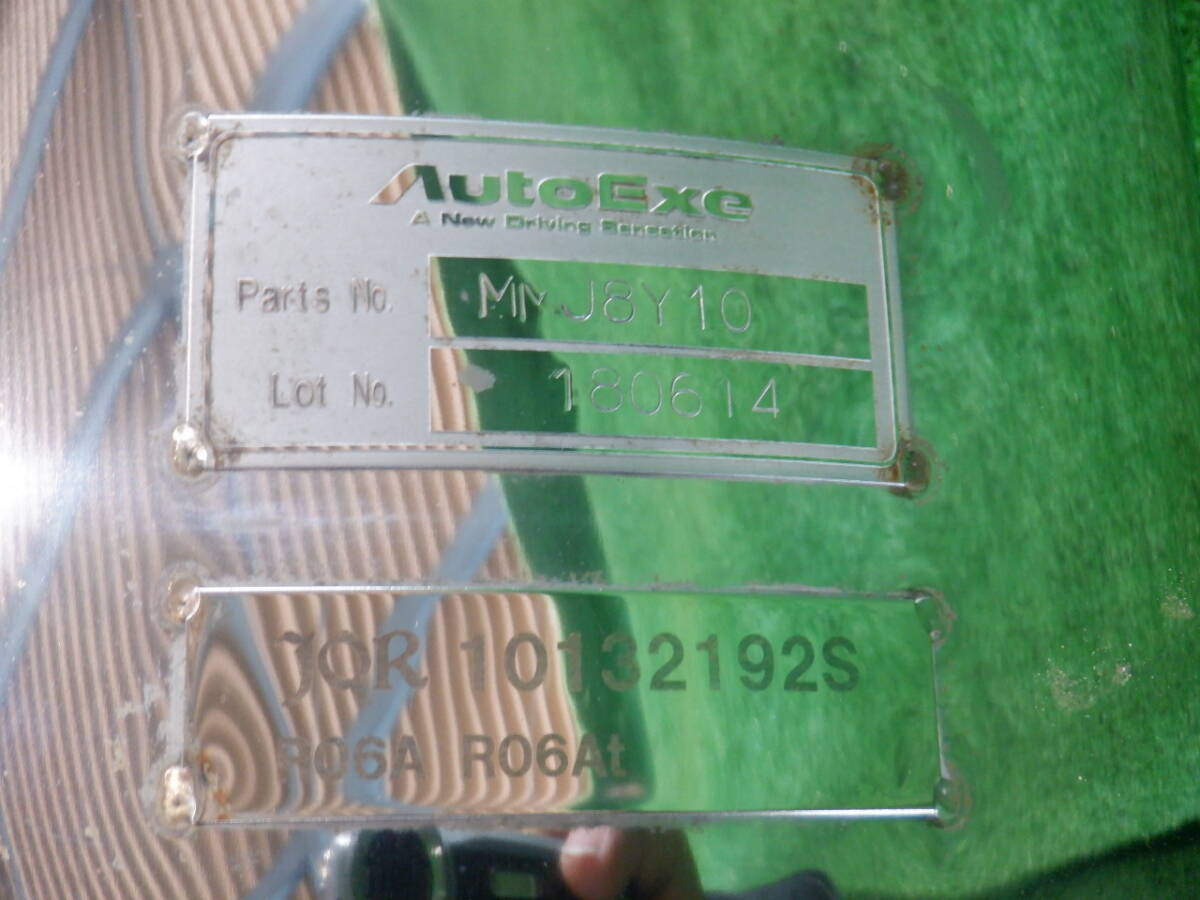 AutoExe
A New Driving Sensation
Parts No. MMJ8Y10
Lot No. 180614
JQR 10132192S
R06A R06At